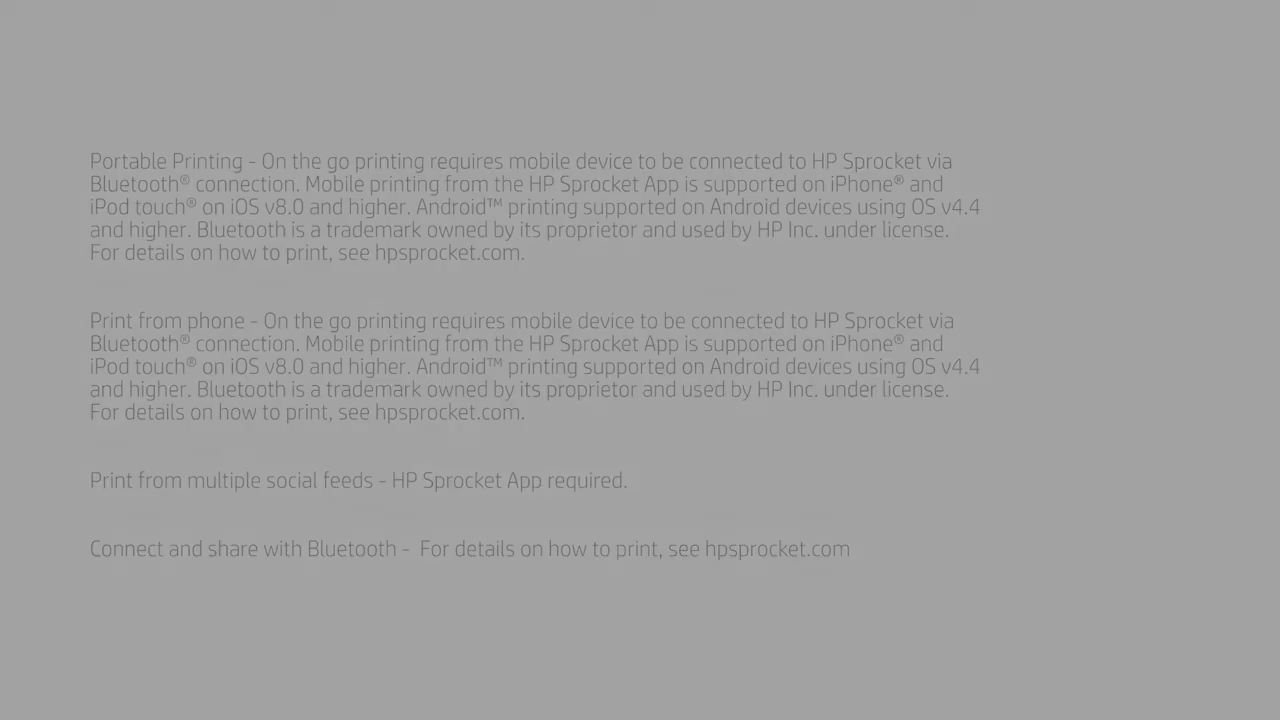 Portable Printing - On the go printing requires mobile device to be connected to HP Sprocket via
Bluetooth® connection. Mobile printing from the HP Sprocket App is supported on iPhone® and
iPod touch® on iOS v8.0 and higher. Android™ printing supported on Android devices using OS v4.4
and higher. Bluetooth is a trademark owned by its proprietor and used by HP Inc. under license.
For details on how to print, see hpsprocket.com.
Print from phone - On the go printing requires mobile device to be connected to HP Sprocket via
Bluetooth® connection. Mobile printing from the HP Sprocket App is supported on iPhone® and
iPod touch® on iOS v8.0 and higher. Android™ printing supported on Android devices using OS v4.4
and higher. Bluetooth is a trademark owned by its proprietor and used by HP Inc. under license.
For details on how to print, see hpsprocket.com.
Print from multiple social feeds - HP Sprocket App required.
Connect and share with Bluetooth -  For details on how to print, see hpsprocket.com